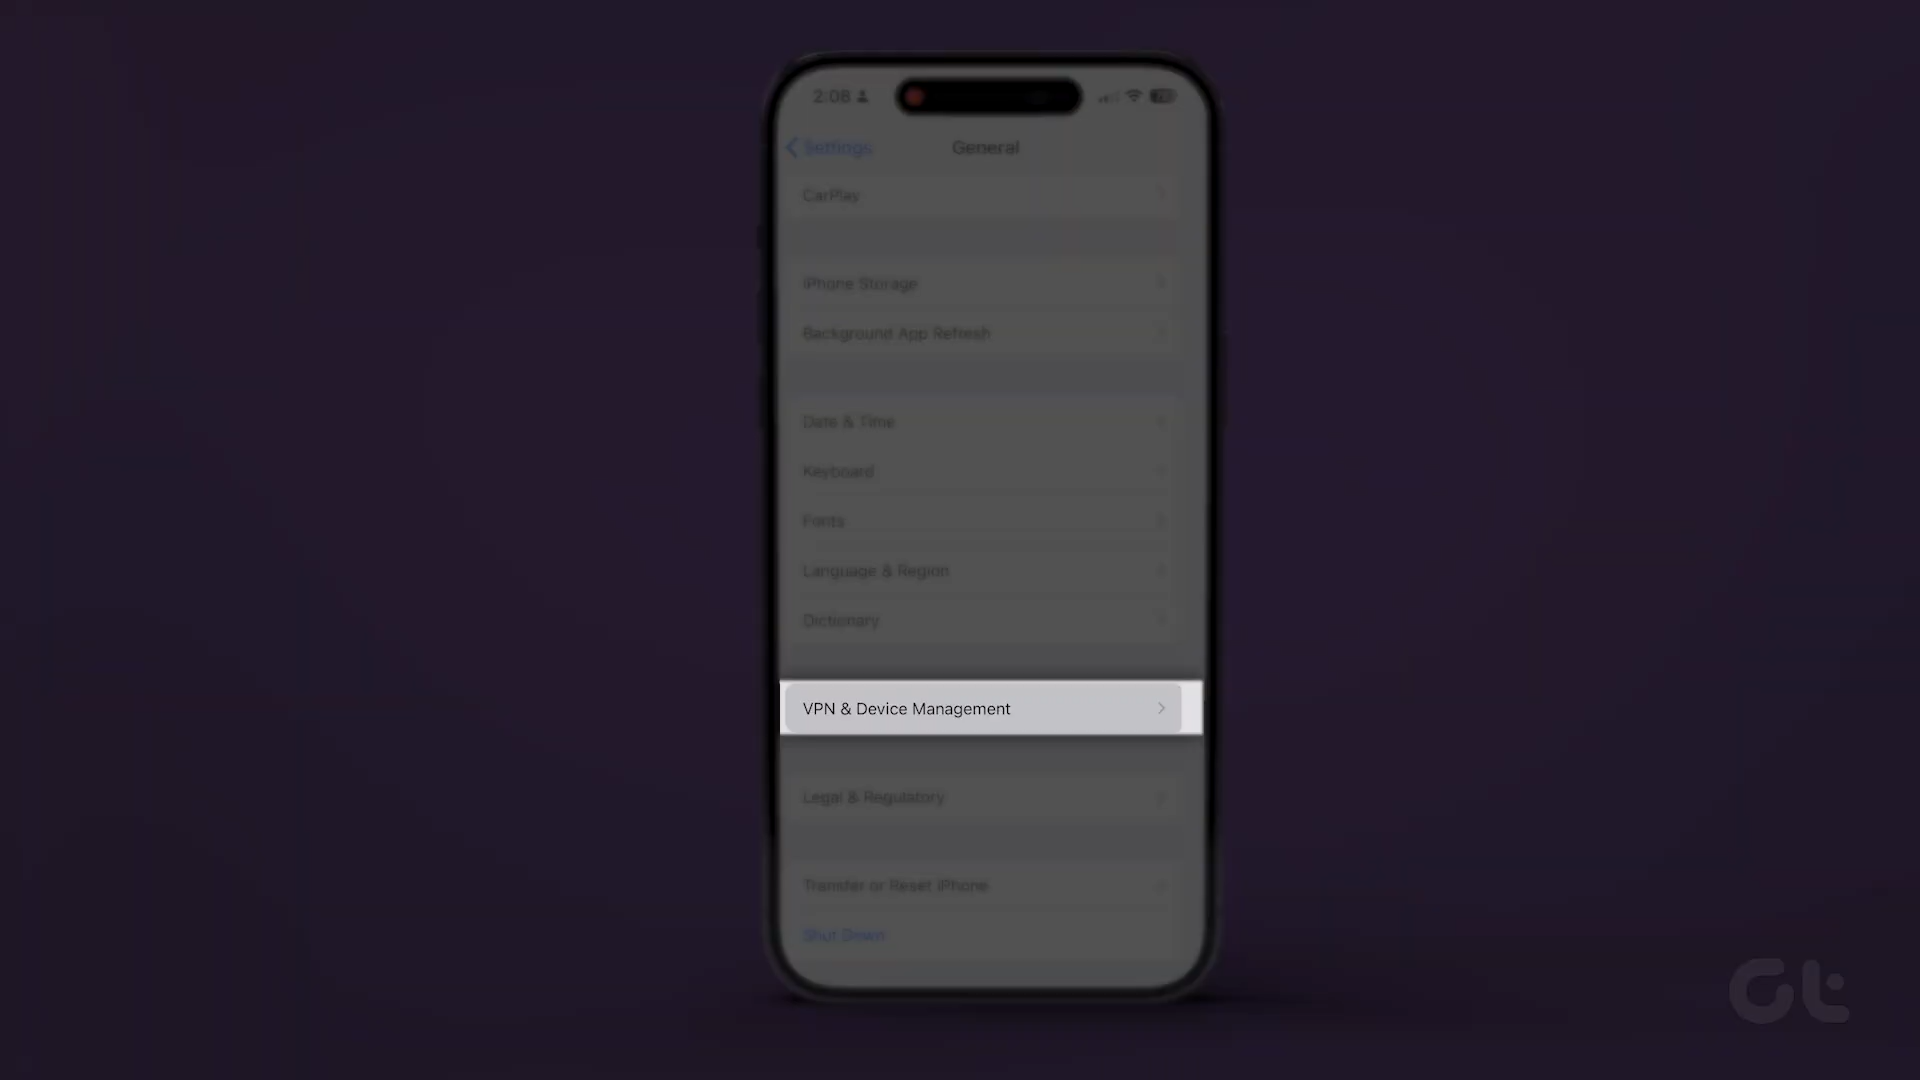 2:08
Settings
General
CarPlay
iPhone Storage
Background App Refresh
Date & Time
Keyboard
Fonts
Language & Region
Dictionary
VPN & Device Management
Legal & Regulatory
Transfer or Reset iPhone
Shut Down
Gt